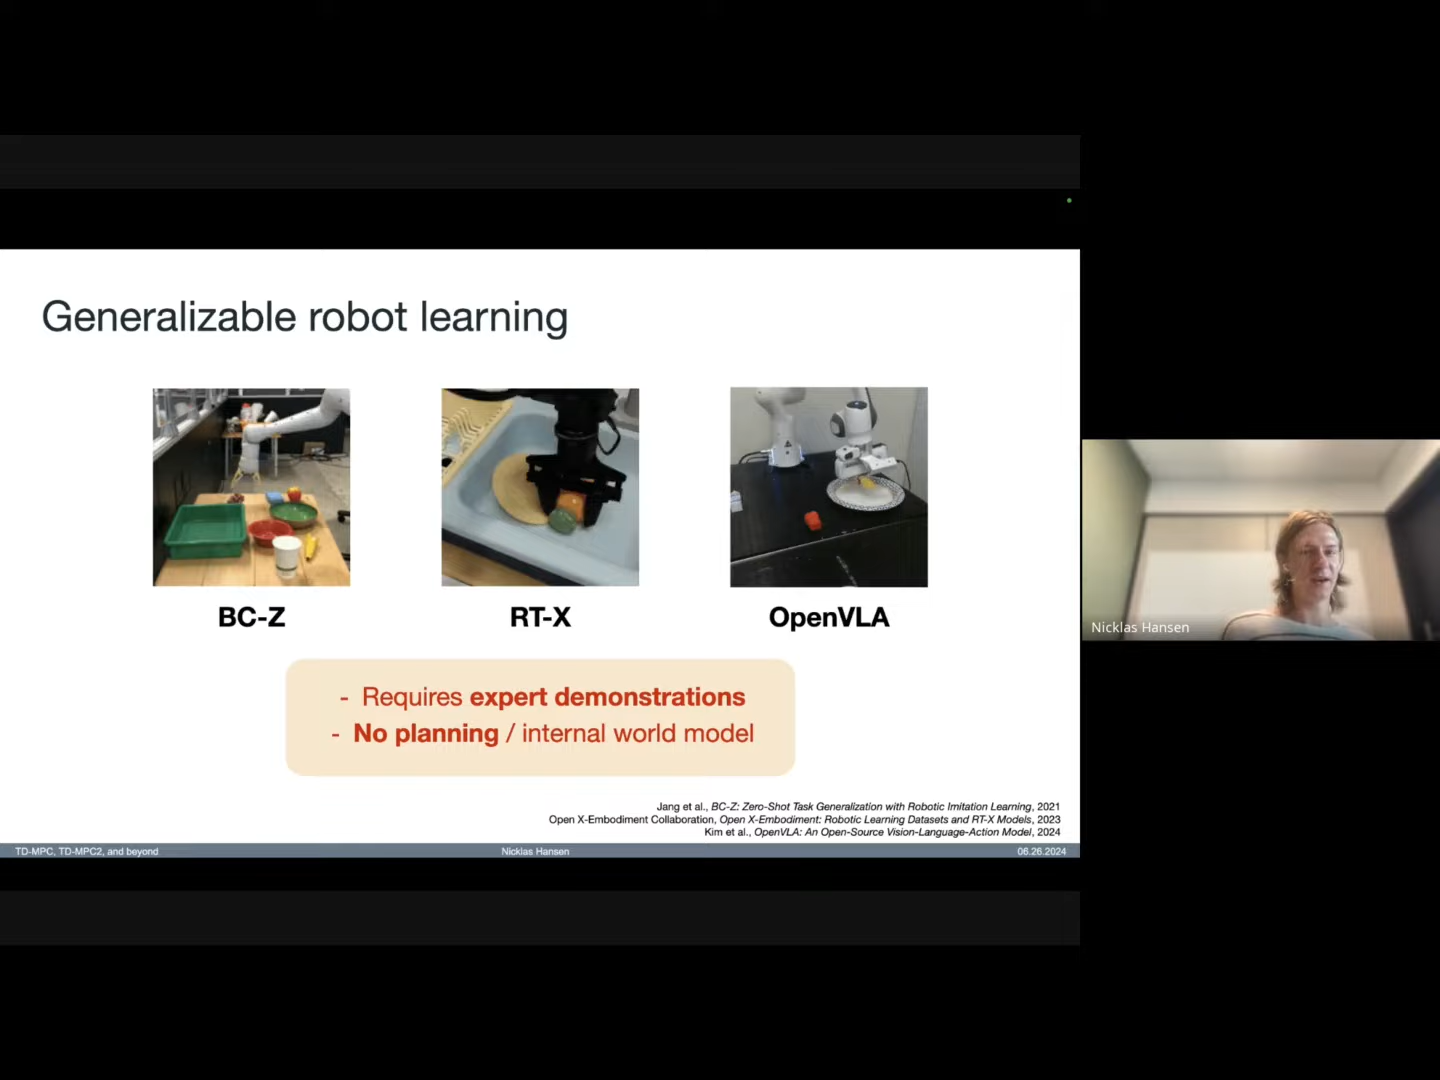 Generalizable robot learning
BC-Z
RT-X
OpenVLA
- Requires expert demonstrations
- No planning / internal world model
Jang et al., BC-Z: Zero-Shot Task Generalization with Robotic Imitation Learning, 2021
Open X-Embodiment Collaboration, Open X-Embodiment: Robotic Learning Datasets and RT-X Models, 2023
Kim et al., OpenVLA: An Open-Source Vision-Language-Action Model, 2024
TD-MPC, TD-MPC2, and beyond
Nicklas Hansen
06.26.2024
Nicklas Hansen